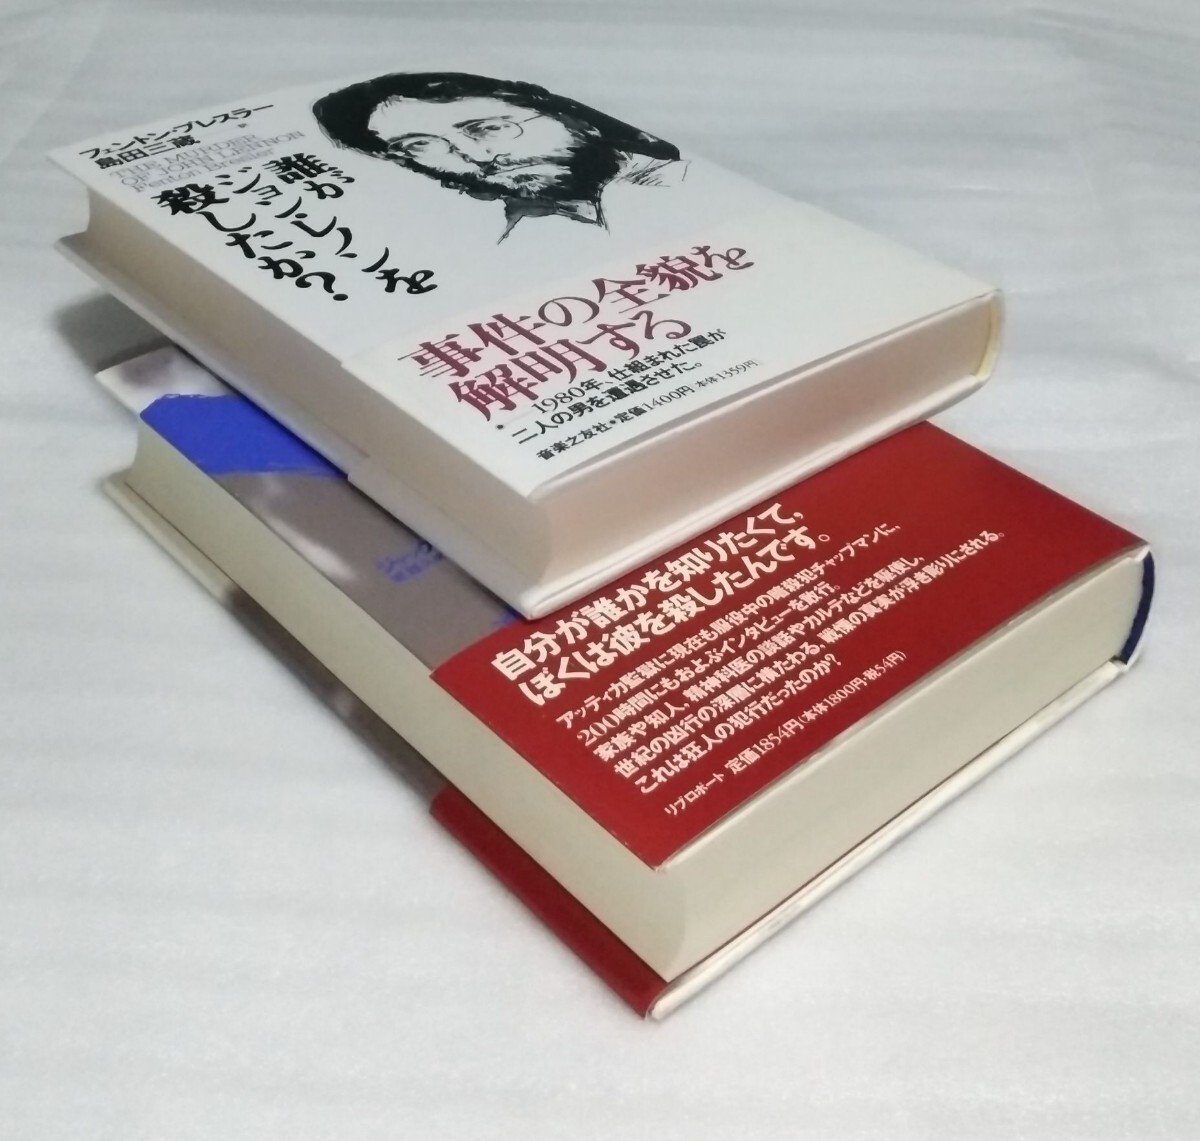 フェントン・ブレスラー
島田三蔵 訳
THE MURDER
OF JOHN LENNON
Fenton Bresler
誰が
ジョン・レノンを
殺したか?
事件の全貌を
解明する
1980年、仕組まれた罠が
二人の男を遭遇させた。
音楽之友社●定価1400円(本体1359円)
自分が誰かを知りたくて、
ぼくは彼を殺したんです。
アッティカ監獄に現在も服役中の暗殺犯チャップマンに、
200時間にもおよぶインタビューを敢行。
家族や知人、精神科医の談話やカルテなどを駆使し、
世紀の凶行の深層に横たわる、戦慄の真実が浮き彫りにされる。
これは狂人の犯行だったのか?
リブロポート 定価1854円(本体1800円・税54円)